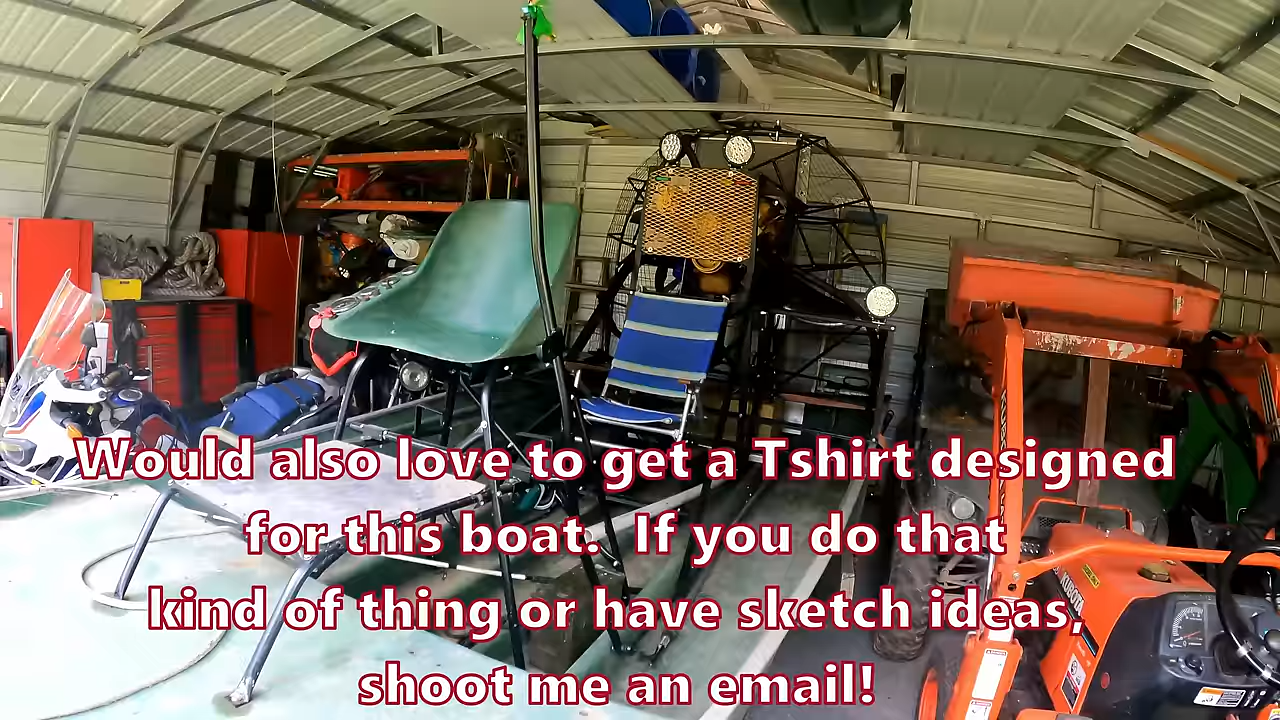 Would also love to get a Tshirt designed
for this boat.  If you do that
kind of thing or have sketch ideas,
shoot me an email!
KUBOTA